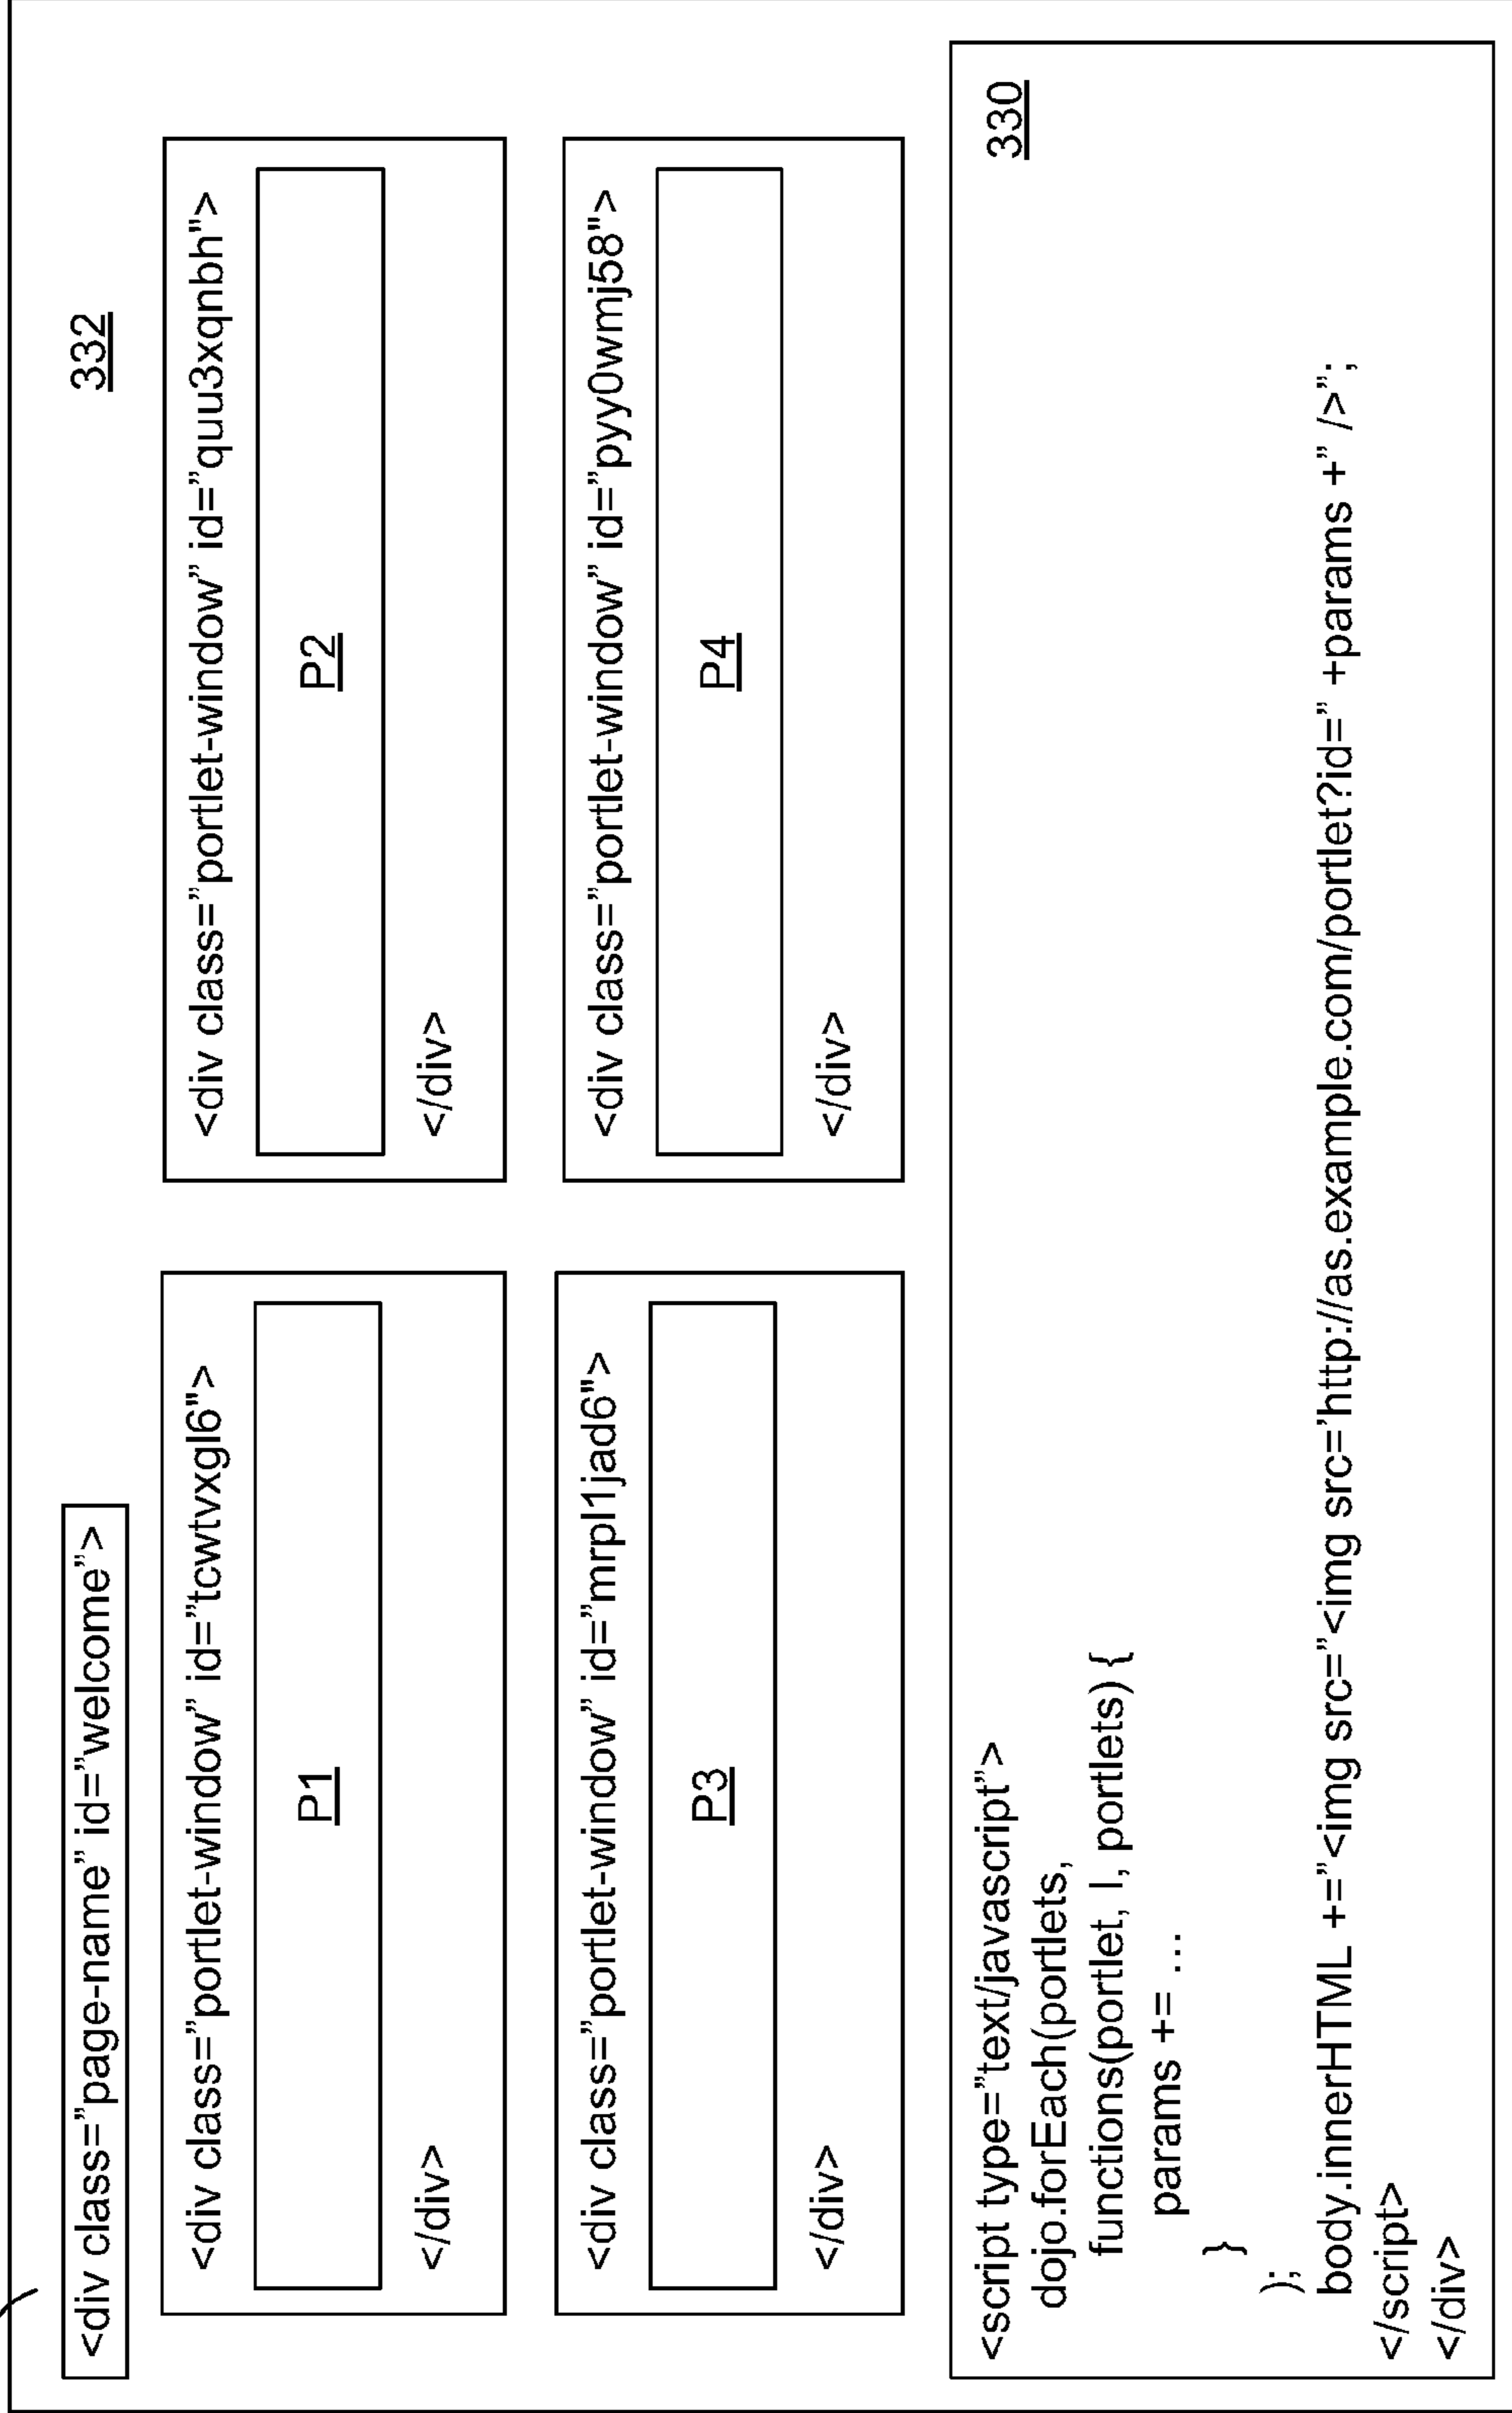 332
<div class=”page-name” id=”welcome”>
<div class=”portlet-window” id=”tcwtvxgl6">
P1
</div>
<div class=”portlet-window” id=”quu3xqnbh">
P2
</div>
<div class=”portlet-window” id=”mrpl1jad6">
P3
</div>
<div class=”portlet-window” id=”pyy0wmj58">
P4
</div>
330
<script type=”text/javascript”>
dojo.forEach(portlets,
functions(portlet, I, portlets) {
params += ...
}
);
body.innerHTML +=”<img src=”<img src=’http://as.example.com/portlet?id=” +params +” />”;
</script>
</div>